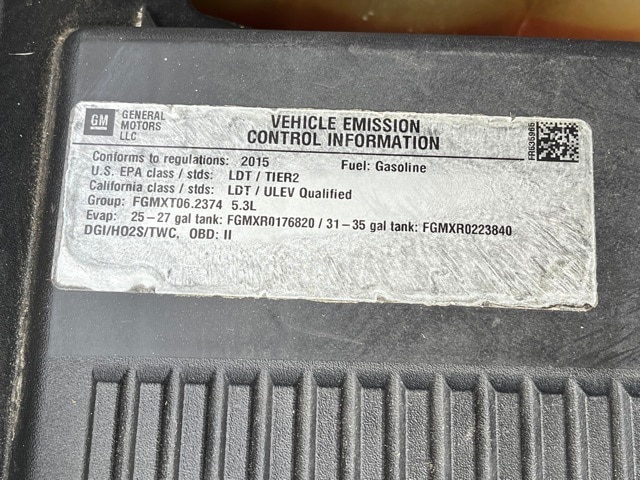 GM
GENERAL
MOTORS
LLC
VEHICLE EMISSION
CONTROL INFORMATION
Conforms to regulations: 2015 Fuel: Gasoline
U.S. EPA class / stds: LDT / TIER2
California class / stds: LDT / ULEV Qualified
Group: FGMXT06.2374 5.3L
Evap: 25-27 gal tank: FGMXR0176820 / 31-35 gal tank: FGMXR0223840
DGI/HO2S/TWC, OBD: II